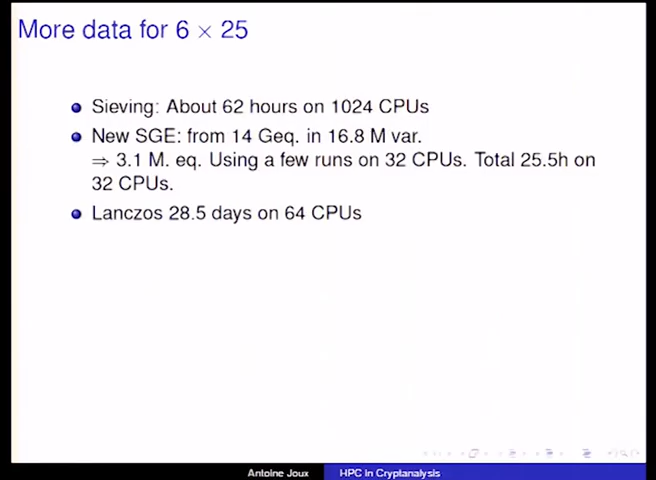 More data for 6 × 25
Sieving: About 62 hours on 1024 CPUs
New SGE: from 14 Geq. in 16.8 M var.
⇒ 3.1 M. eq. Using a few runs on 32 CPUs. Total 25.5h on
32 CPUs.
Lanczos 28.5 days on 64 CPUs
Antoine Joux HPC in Cryptanalysis